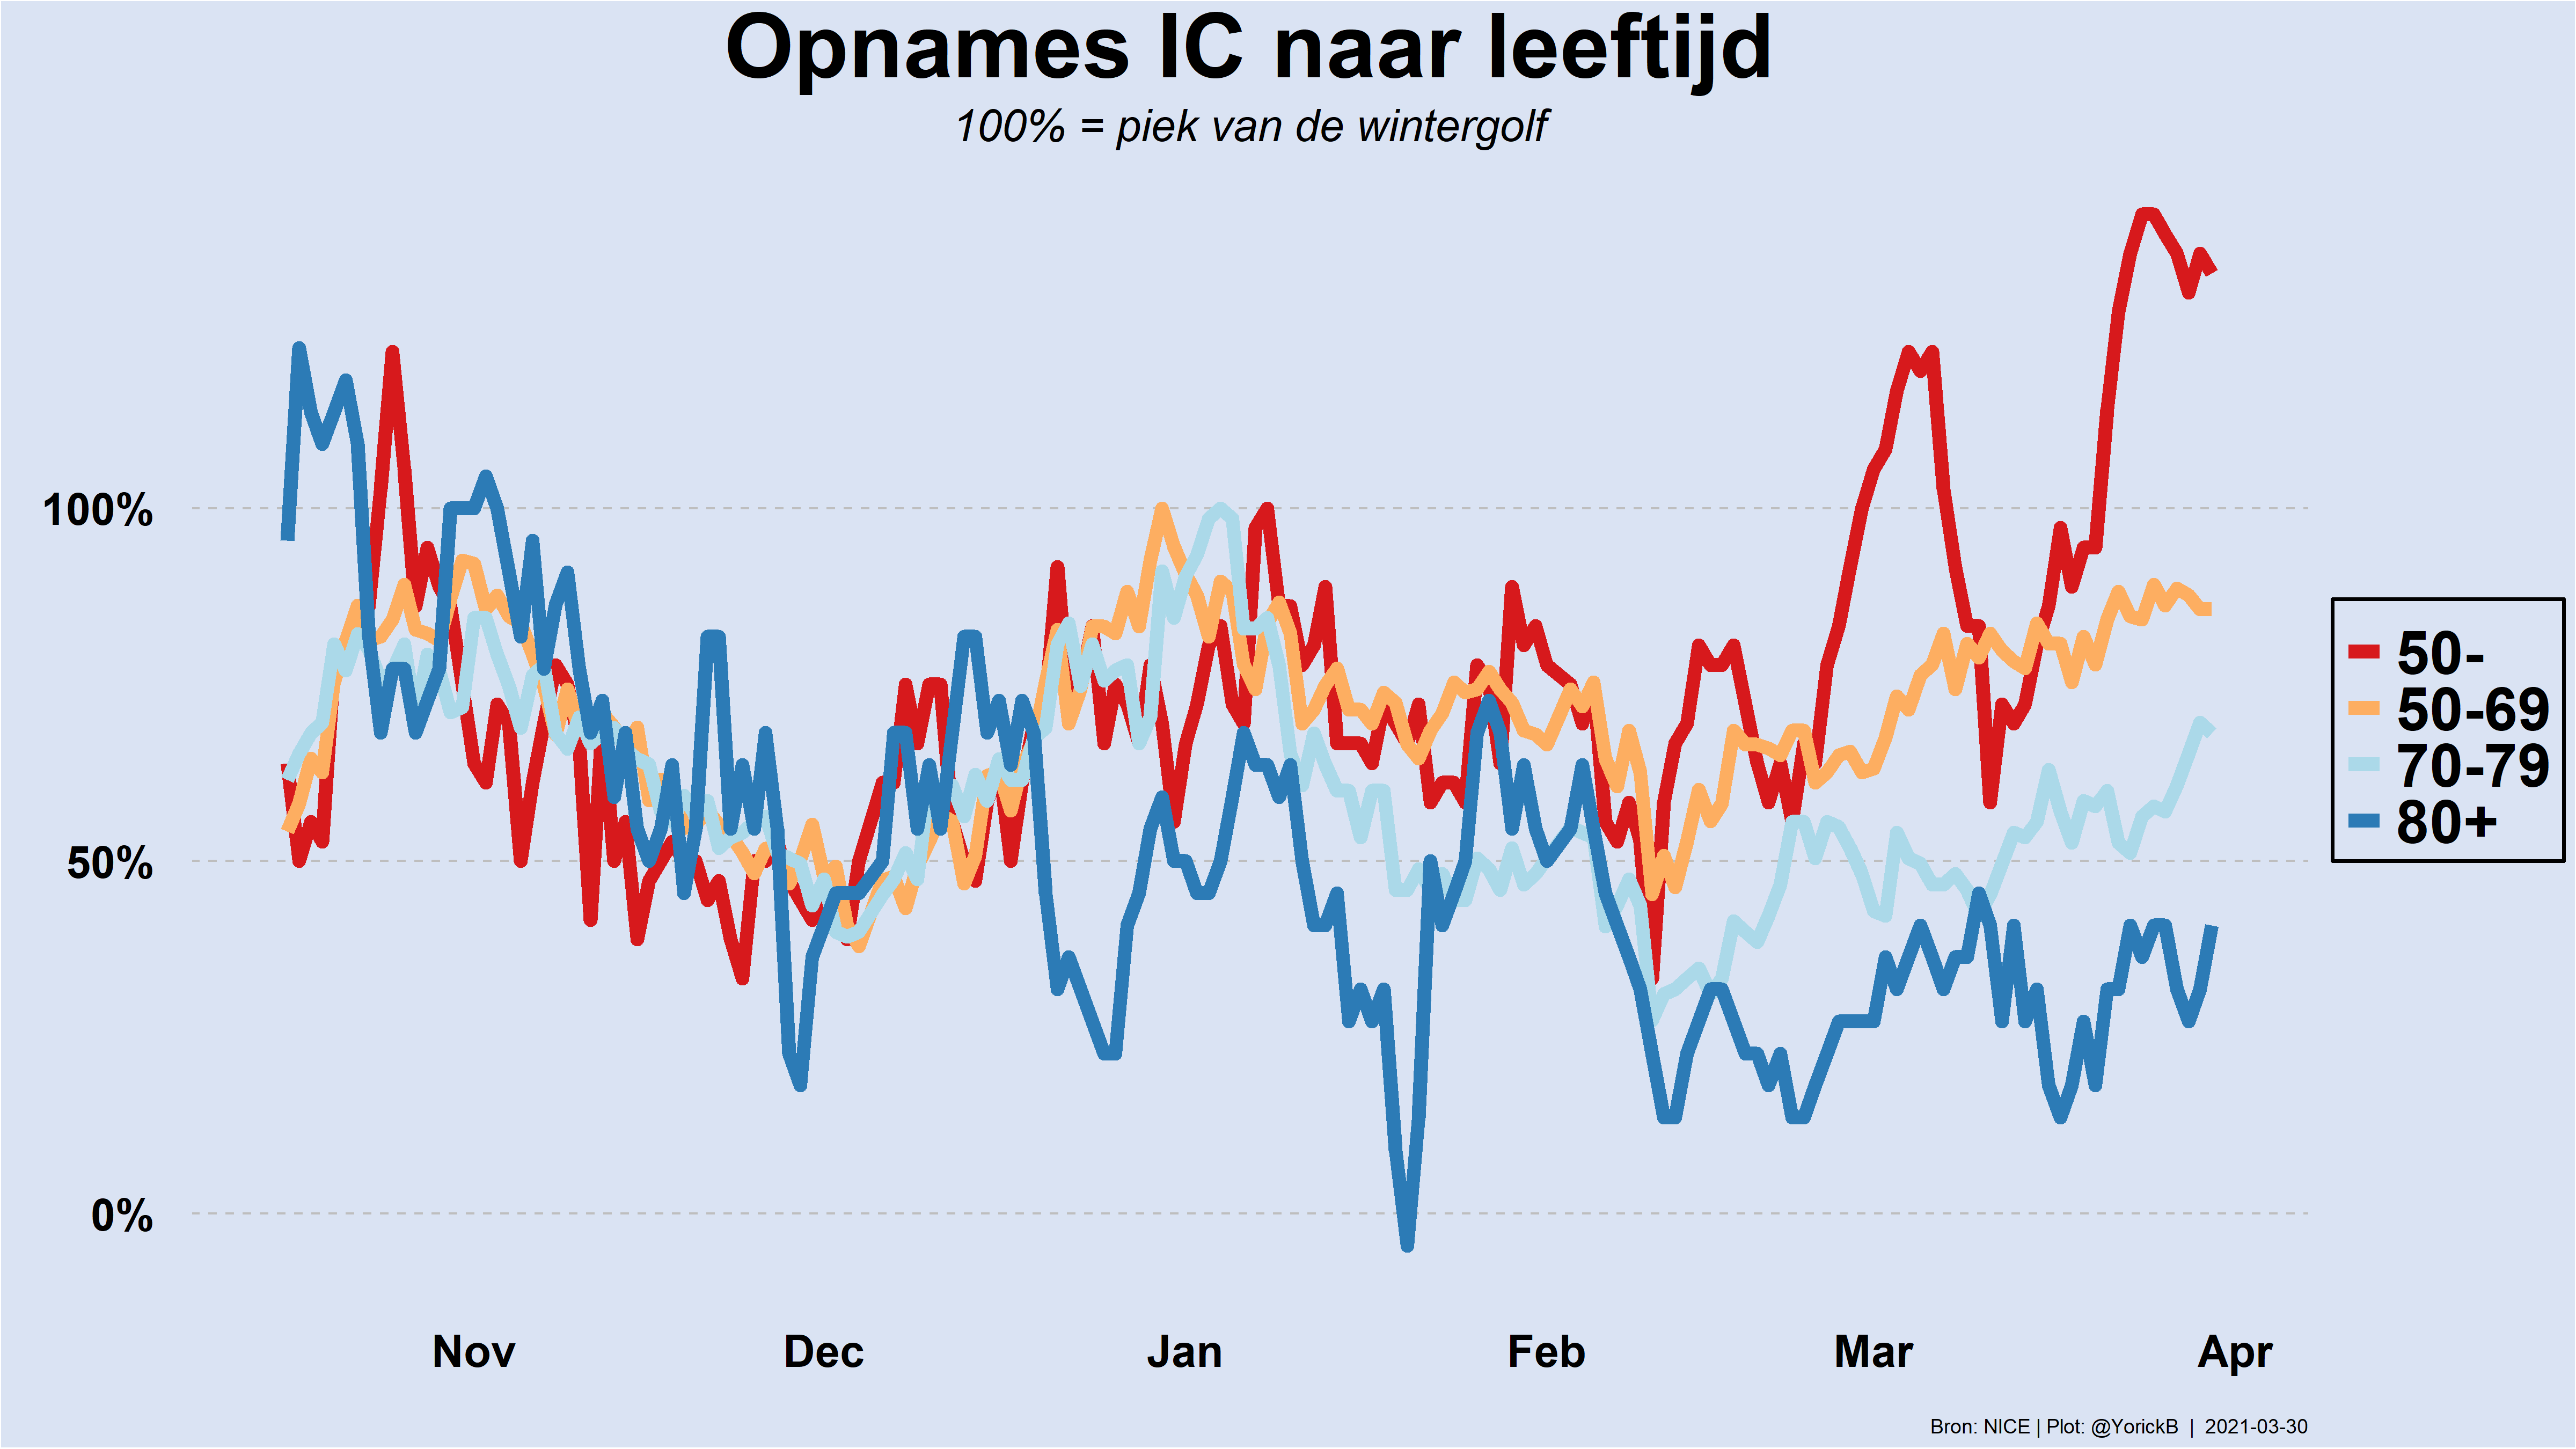 Opnames IC naar leeftijd
100% = piek van de wintergolf
100%
50%
0%
50-
50-69
70-79
80+
Nov Dec Jan Feb Mar Apr
Bron: NICE | Plot: @YorickB | 2021-03-30